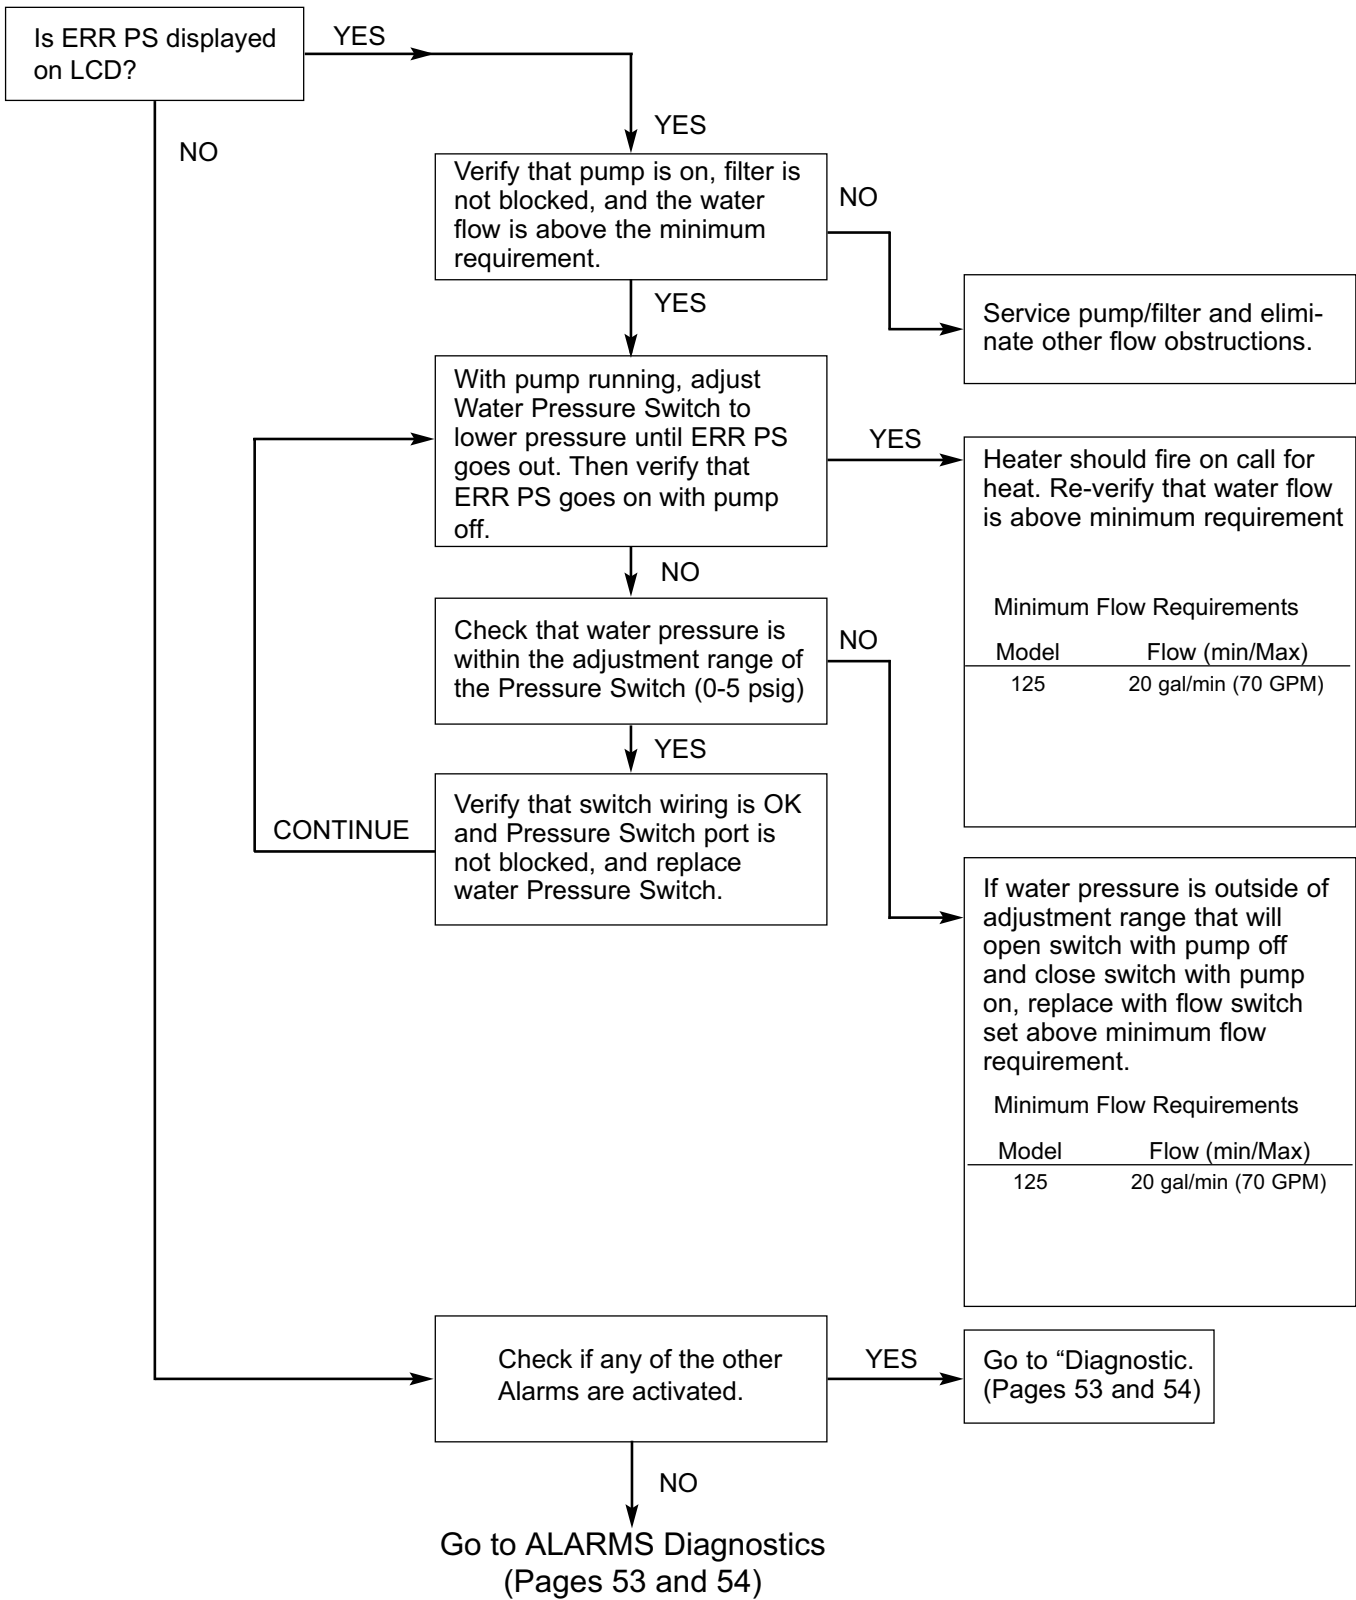 Is ERR PS displayed
on LCD?
YES
NO
YES
Verify that pump is on, filter is
not blocked, and the water
flow is above the minimum
requirement.
NO
YES
Service pump/filter and elimi-
nate other flow obstructions.
With pump running, adjust
Water Pressure Switch to
lower pressure until ERR PS
goes out. Then verify that
ERR PS goes on with pump
off.
YES
Heater should fire on call for
heat. Re-verify that water flow
is above minimum requirement
Minimum Flow Requirements
Model Flow (min/Max)
125 20 gal/min (70 GPM)
NO
Check that water pressure is
within the adjustment range of
the Pressure Switch (0-5 psig)
NO
YES
Verify that switch wiring is OK
and Pressure Switch port is
not blocked, and replace
water Pressure Switch.
CONTINUE
If water pressure is outside of
adjustment range that will
open switch with pump off
and close switch with pump
on, replace with flow switch
set above minimum flow
requirement.
Minimum Flow Requirements
Model Flow (min/Max)
125 20 gal/min (70 GPM)
Check if any of the other
Alarms are activated.
YES
Go to “Diagnostic.
(Pages 53 and 54)
NO
Go to ALARMS Diagnostics
(Pages 53 and 54)